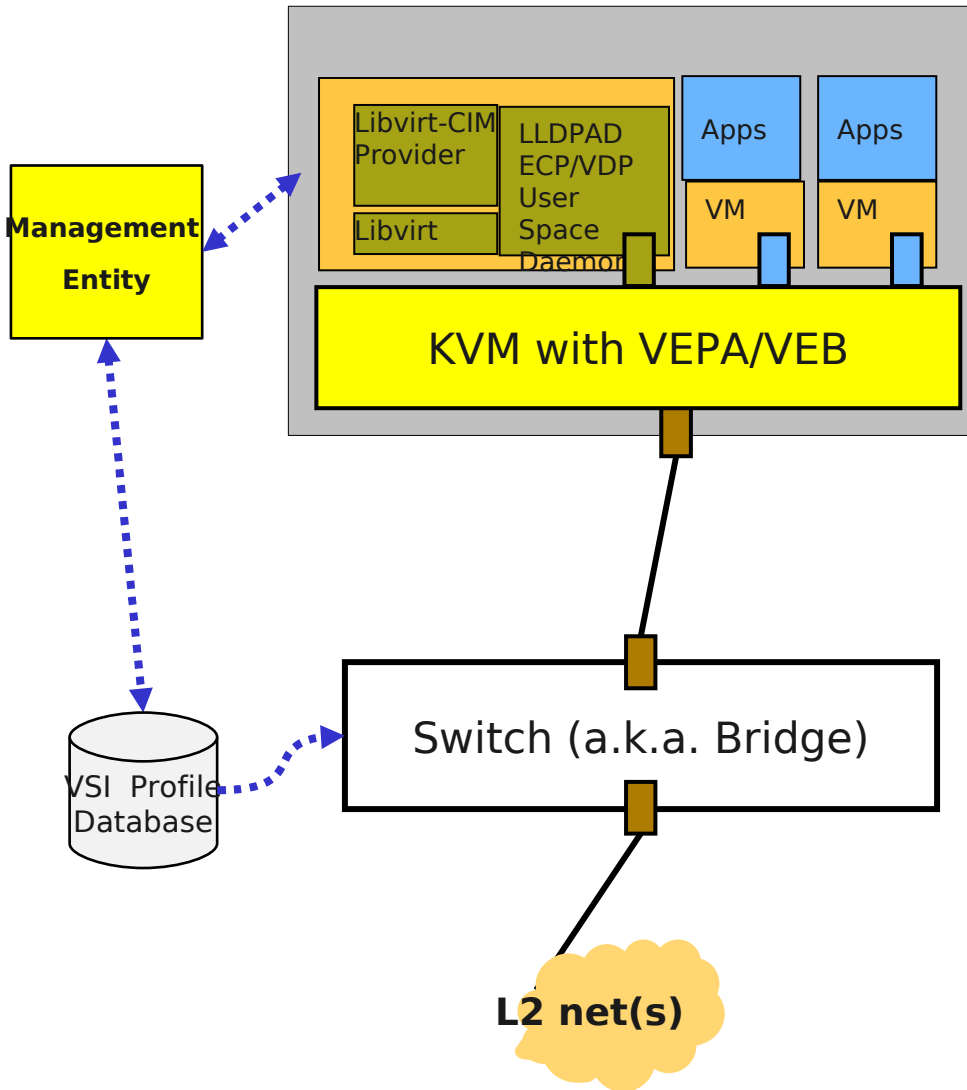 Libvirt-CIM
Provider
Libvirt
LLDPAD
ECP/VDP
User
Space
Daemon
Apps
VM
Apps
VM
Management
Entity
KVM with VEPA/VEB
Switch (a.k.a. Bridge)
VSI Profile
Database
L2 net(s)